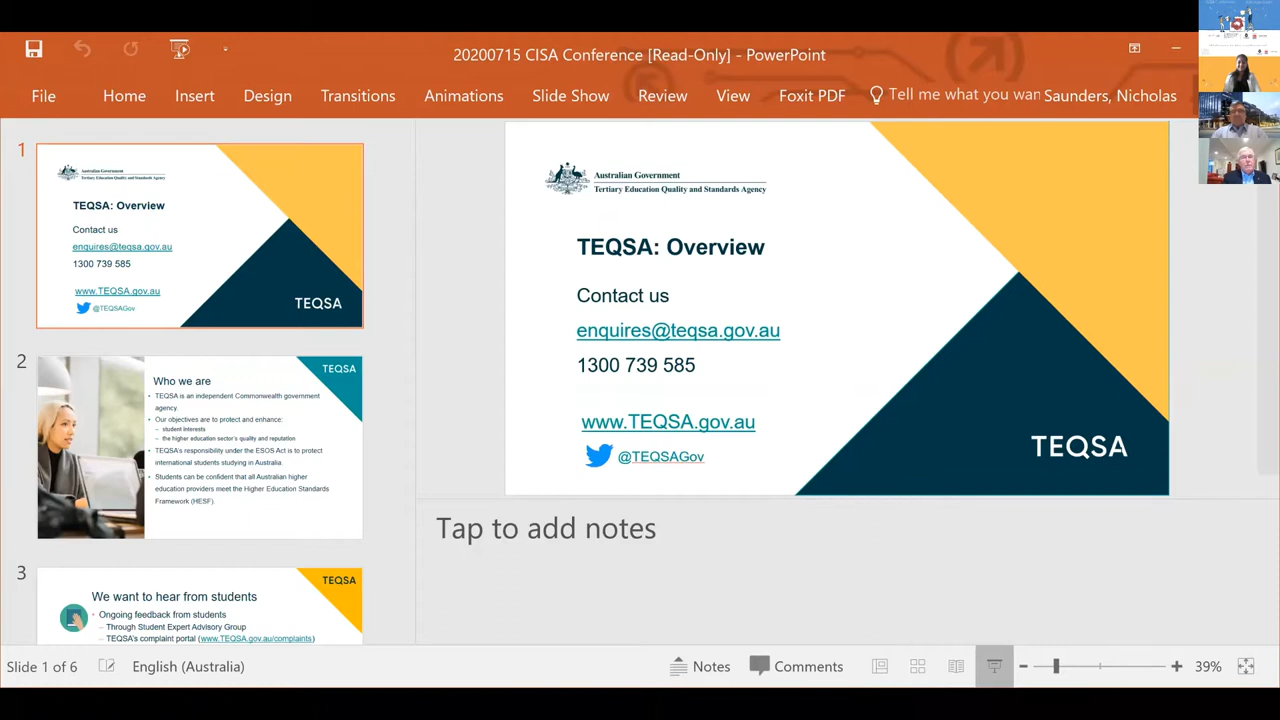 20200715 CISA Conference [Read-Only] - PowerPoint
File Home Insert Design Transitions Animations Slide Show Review View Foxit PDF Tell me what you wan Saunders, Nicholas
1
Australian Government
Tertiary Education Quality and Standards Agency
TEQSA: Overview
Contact us
enquires@teqsa.gov.au
1300 739 585
www.TEQSA.gov.au
@TEQSAGov
TEQSA
2
TEQSA
Who we are
• TEQSA is an independent Commonwealth government
agency.
• Our objectives are to protect and enhance:
– student interests
– the higher education sector's quality and reputation
• TEQSA's responsibility under the ESOS Act is to protect
international students studying in Australia
• Students can be confident that all Australian higher
education providers meet the Higher Education Standards
Framework (HESF).
3
TEQSA
We want to hear from students
• Ongoing feedback from students
– Through Student Expert Advisory Group
– TEQSA's complaint portal (www.TEQSA.gov.au/complaints)
Australian Government
Tertiary Education Quality and Standards Agency
TEQSA: Overview
Contact us
enquires@teqsa.gov.au
1300 739 585
www.TEQSA.gov.au
@TEQSAGov
TEQSA
Tap to add notes
Slide 1 of 6 English (Australia) Notes Comments 39%